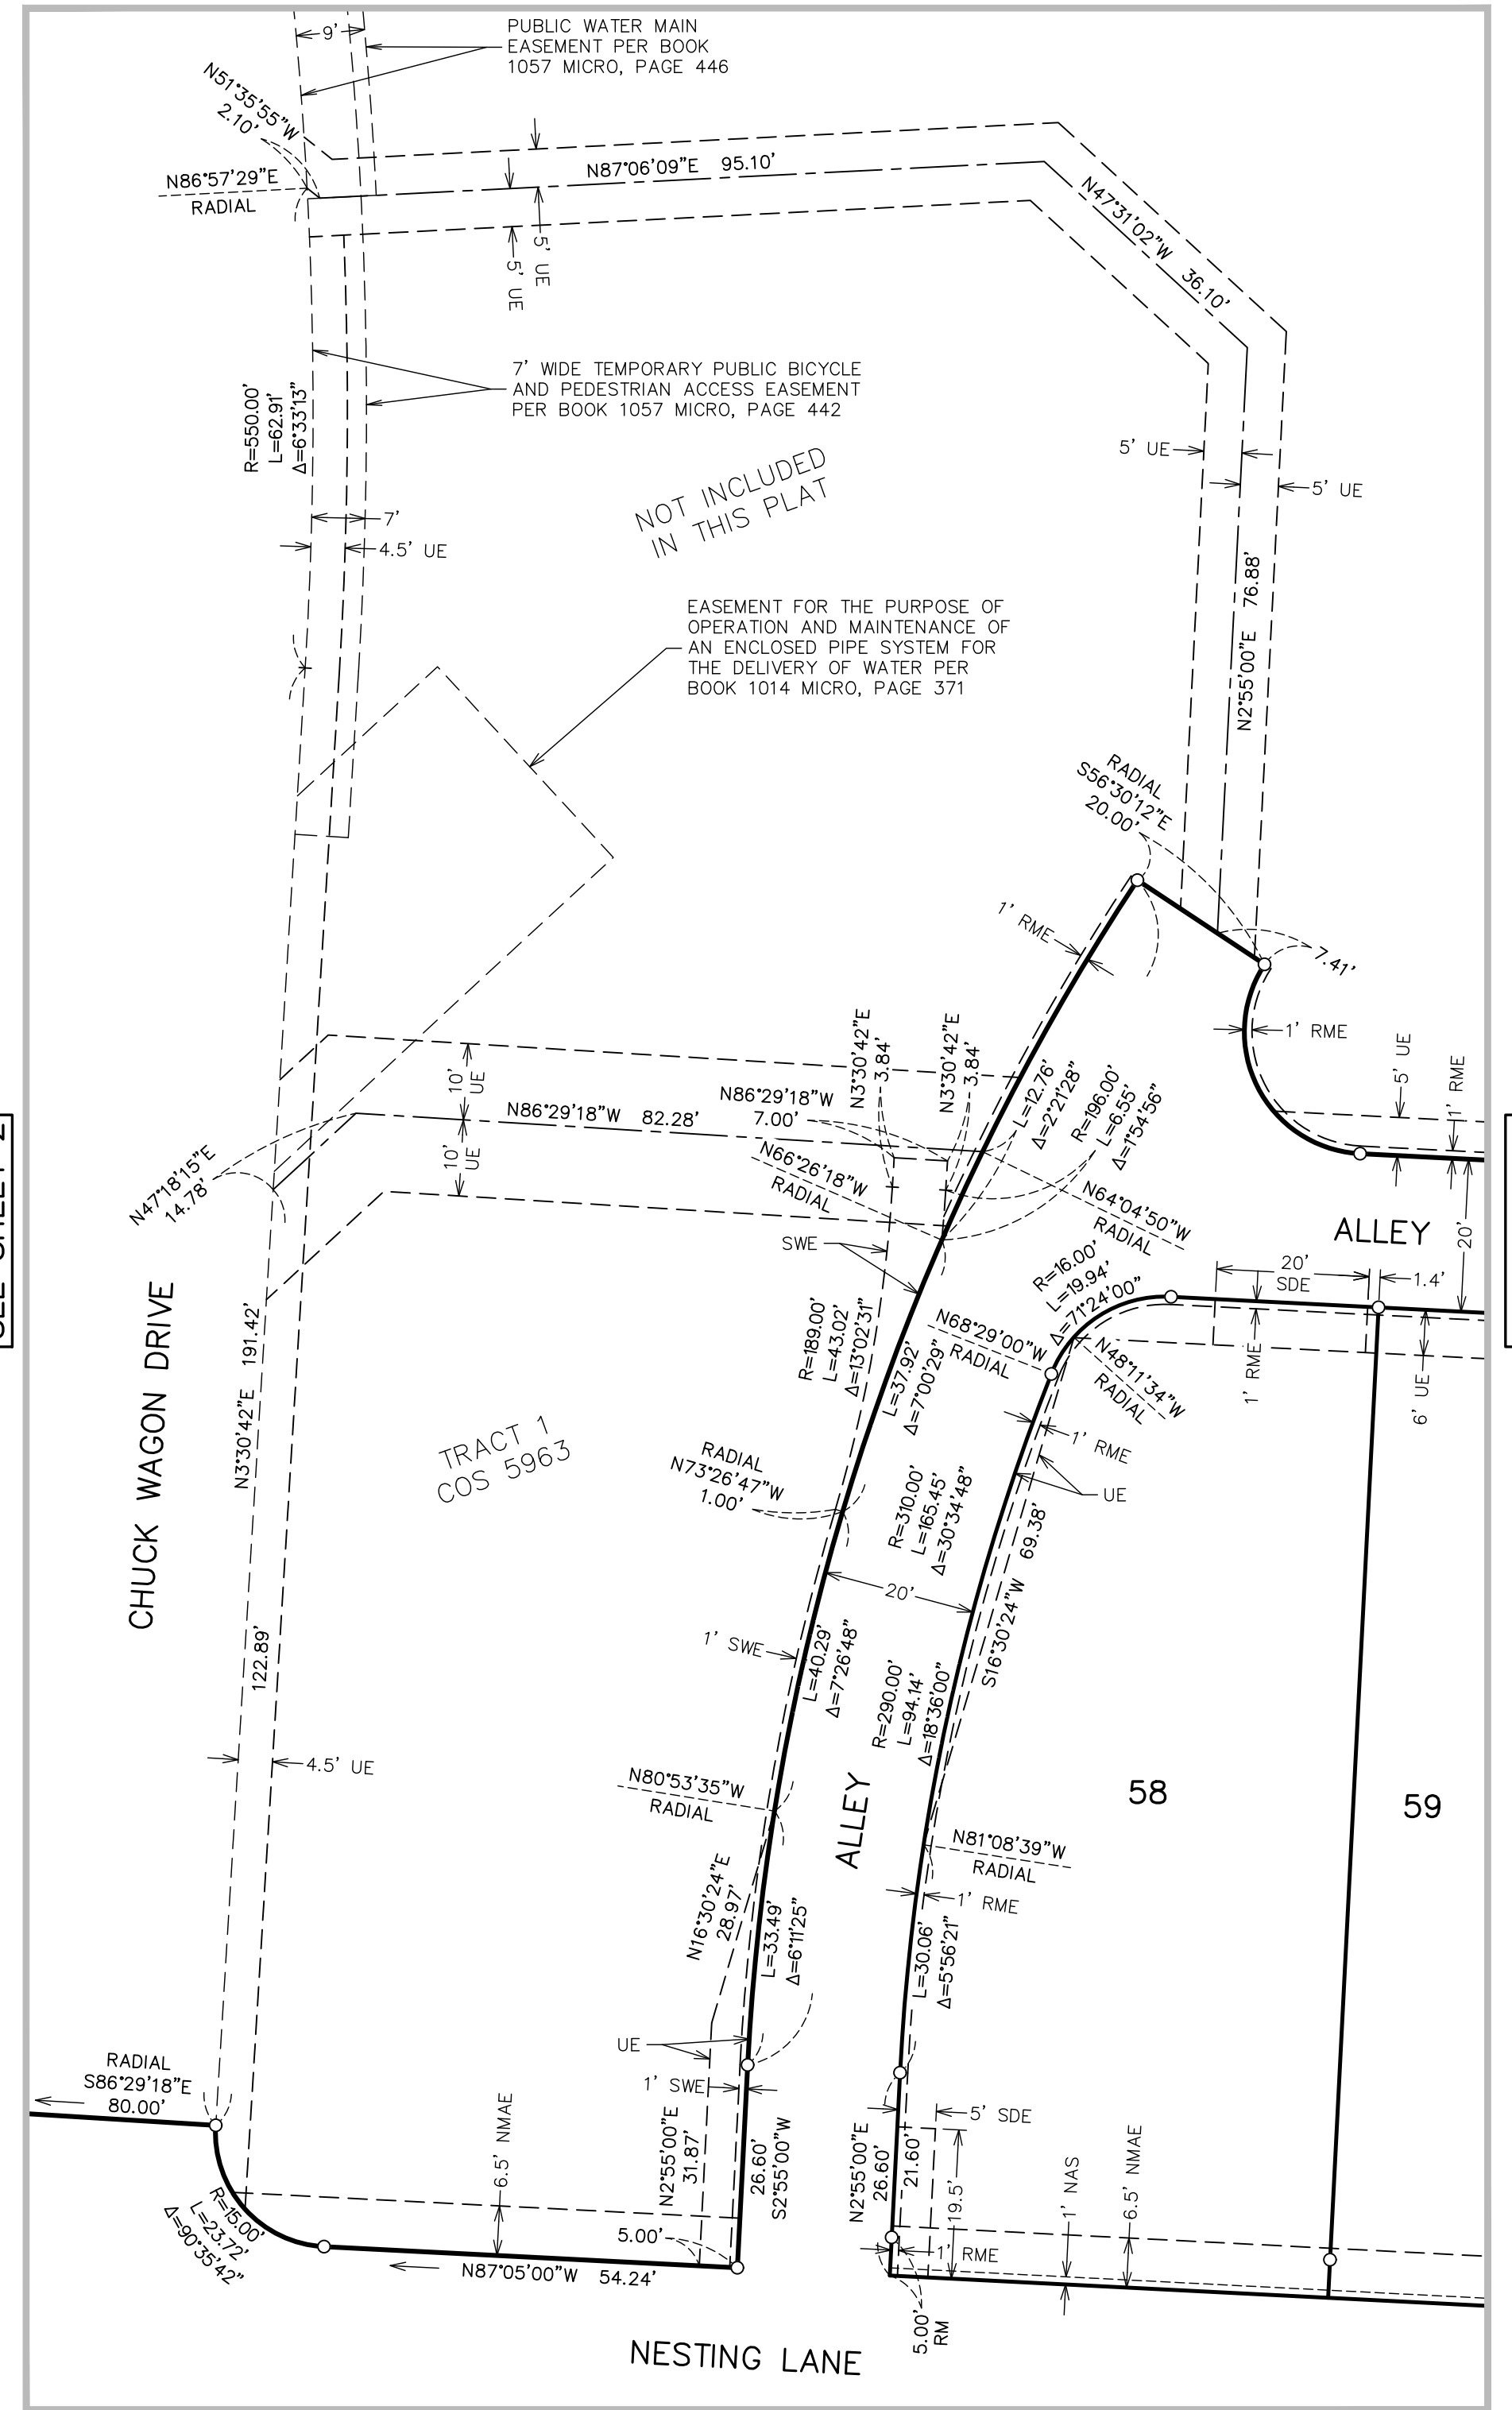 9'
PUBLIC WATER MAIN
EASEMENT PER BOOK
1057 MICRO, PAGE 446
N51°35'55"W
2.10'
N86°57'29"E
RADIAL
N87°06'09"E 95.10'
N47°31'02"W 36.10'
5' UE
5' UE
R=550.00'
L=62.91'
Δ=6°33'13"
7' WIDE TEMPORARY PUBLIC BICYCLE
AND PEDESTRIAN ACCESS EASEMENT
PER BOOK 1057 MICRO, PAGE 442
NOT INCLUDED
IN THIS PLAT
5' UE
5' UE
7'
4.5' UE
N2°55'00"E 76.88'
EASEMENT FOR THE PURPOSE OF
OPERATION AND MAINTENANCE OF
AN ENCLOSED PIPE SYSTEM FOR
THE DELIVERY OF WATER PER
BOOK 1014 MICRO, PAGE 371
RADIAL
S56°30'12"E
20.00'
1' RME
7.41'
1' RME
5' UE
1' RME
10'
UE
10'
UE
N86°29'18"W 82.28'
N86°29'18"W
7.00'
N3°30'42"E
3.84'
N3°30'42"E
3.84'
L=12.76'
Δ=2°21'28"
R=196.00'
L=6.55'
Δ=1°54'56"
N47°18'15"E
14.78'
N66°26'18"W
RADIAL
N64°04'50"W
RADIAL
SWE
ALLEY
20'
20'
SDE
1.4'
R=16.00'
L=19.94'
Δ=71°24'00"
N68°29'00"W
RADIAL
N48°11'34"W
RADIAL
1' RME
6' UE
CHUCK WAGON DRIVE
N3°30'42"E 191.42'
R=189.00'
L=43.02'
Δ=13°02'31"
L=37.92'
Δ=7°00'29"
TRACT 1
COS 5963
RADIAL
N73°26'47"W
1.00'
1' RME
UE
R=310.00'
L=165.45'
Δ=30°34'48"
S16°30'24"W 69.38'
20'
122.89'
1' SWE
L=40.29'
Δ=7°26'48"
R=290.00'
L=94.14'
Δ=18°36'00"
4.5' UE
N80°53'35"W
RADIAL
ALLEY
58
59
N81°08'39"W
RADIAL
1' RME
N16°30'24"E
28.97'
L=33.49'
Δ=6°11'25"
L=30.06'
Δ=5°56'21"
UE
RADIAL
S86°29'18"E
80.00'
1' SWE
6.5' NMAE
N2°55'00"E
31.87'
26.60'
S2°55'00"W
N2°55'00"E
26.60'
21.60'
5' SDE
19.5'
1' NAS
6.5' NMAE
R=15.00'
L=23.72'
Δ=90°35'42"
5.00'
1' RME
N87°05'00"W 54.24'
5.00'
RM
NESTING LANE